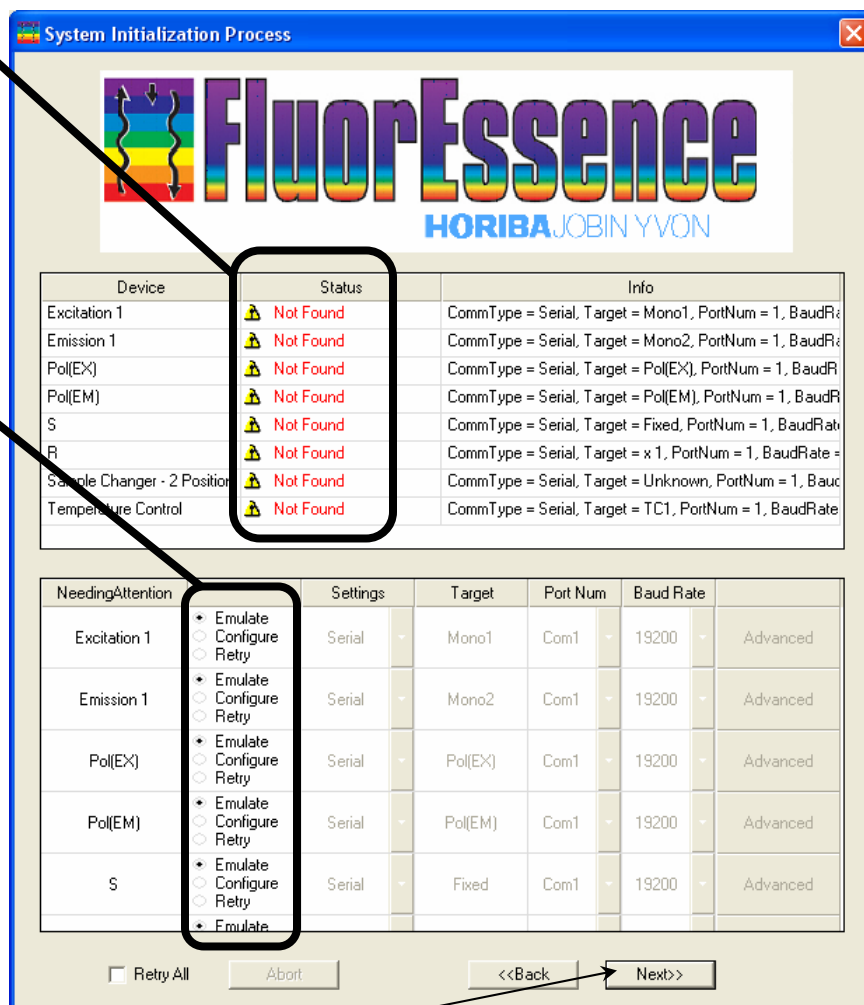 System Initialization Process
FluorEssence
HORIBA JOBIN YVON
Device Status Info
Excitation 1 Not Found CommType = Serial, Target = Mono1, PortNum = 1, BaudRa
Emission 1 Not Found CommType = Serial, Target = Mono2, PortNum = 1, BaudRa
Pol(EX) Not Found CommType = Serial, Target = Pol(EX), PortNum = 1, BaudR
Pol(EM) Not Found CommType = Serial, Target = Pol(EM), PortNum = 1, BaudR
S Not Found CommType = Serial, Target = Fixed, PortNum = 1, BaudRat
R Not Found CommType = Serial, Target = x 1, PortNum = 1, BaudRate =
Sample Changer - 2 Position Not Found CommType = Serial, Target = Unknown, PortNum = 1, Baud
Temperature Control Not Found CommType = Serial, Target = TC1, PortNum = 1, BaudRate
NeedingAttention Settings Target Port Num Baud Rate
Emulate
Excitation 1 Configure Serial Mono1 Com1 19200 Advanced
Retry
Emulate
Emission 1 Configure Serial Mono2 Com1 19200 Advanced
Retry
Emulate
Pol(EX) Configure Serial Pol(EX) Com1 19200 Advanced
Retry
Emulate
Pol(EM) Configure Serial Pol(EM) Com1 19200 Advanced
Retry
Emulate
S Configure Serial Fixed Com1 19200 Advanced
Retry
Emulate
Retry All Abort <<Back Next>>